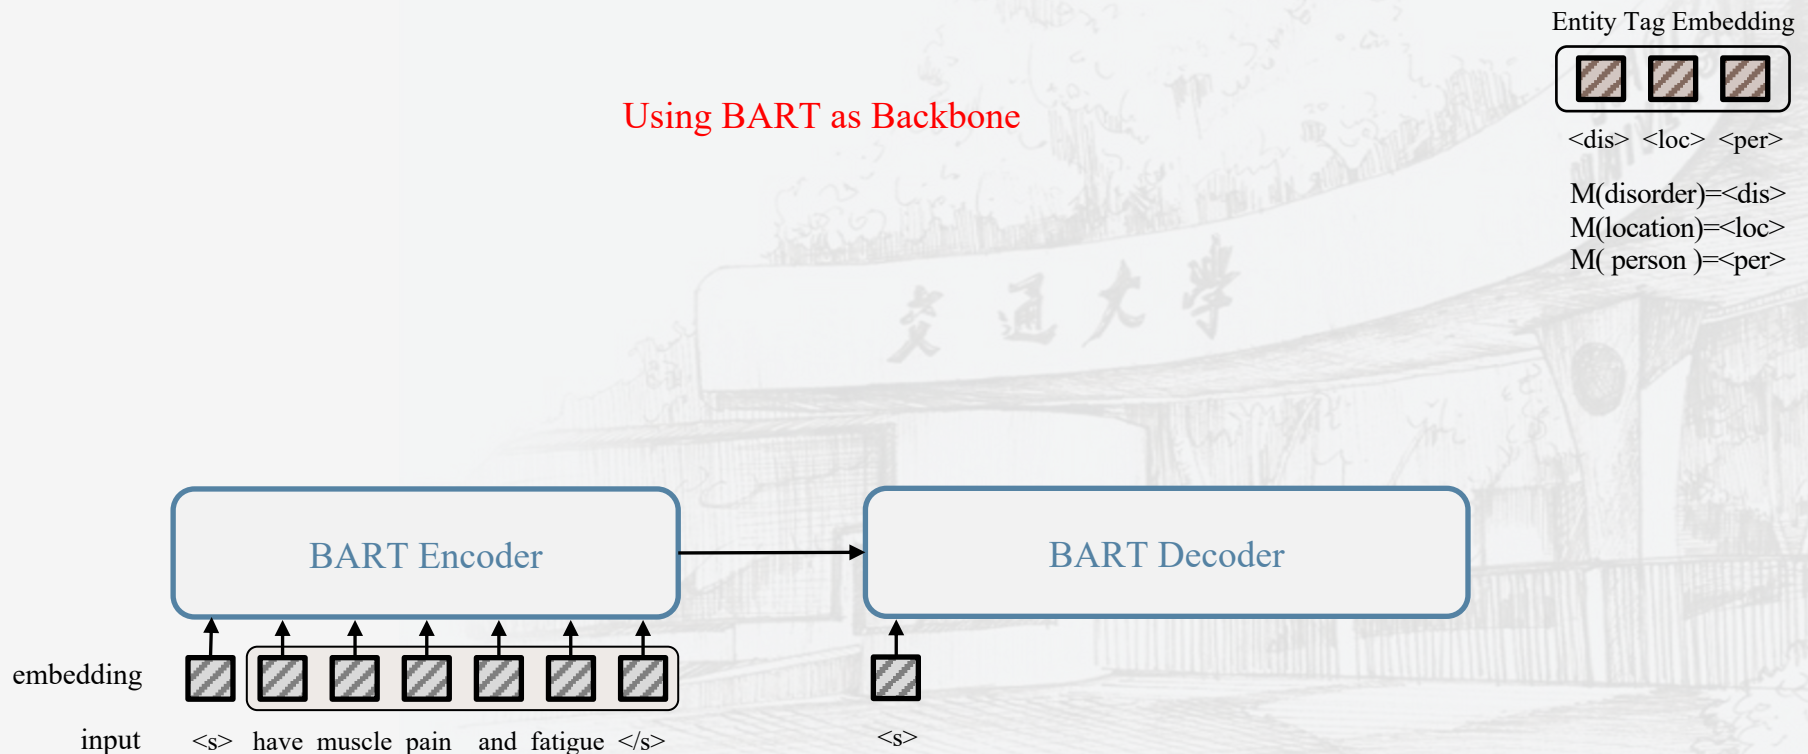 Entity Tag Embedding
Using BART as Backbone
<dis> <loc> <per>
M(disorder)=<dis>
M(location)=<loc>
M( person )=<per>
交通大學
BART Encoder
BART Decoder
embedding
input <s> have muscle pain and fatigue </s> <s>